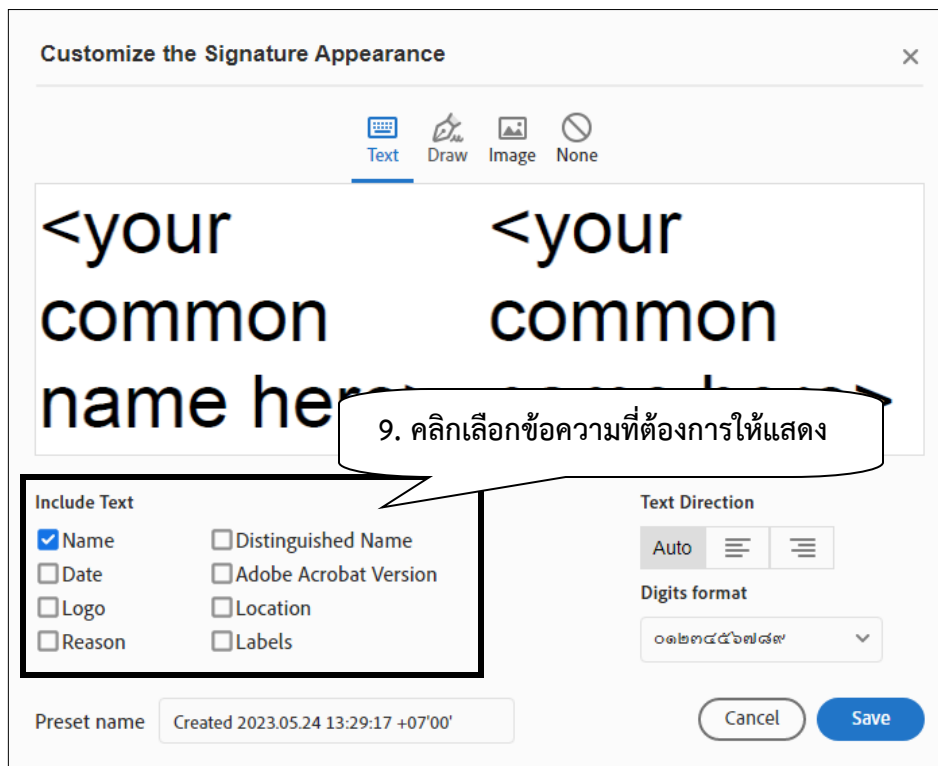 Customize the Signature Appearance
Text Draw Image None
<your <your
common common
name here> name here>
9. คลิกเลือกข้อความที่ต้องการให้แสดง
Include Text
Name Distinguished Name
Date Adobe Acrobat Version
Logo Location
Reason Labels
Text Direction
Auto
Digits format
๐๑๒๓๔๕๖๗๘๙
Preset name Created 2023.05.24 13:29:17 +07'00'
Cancel Save